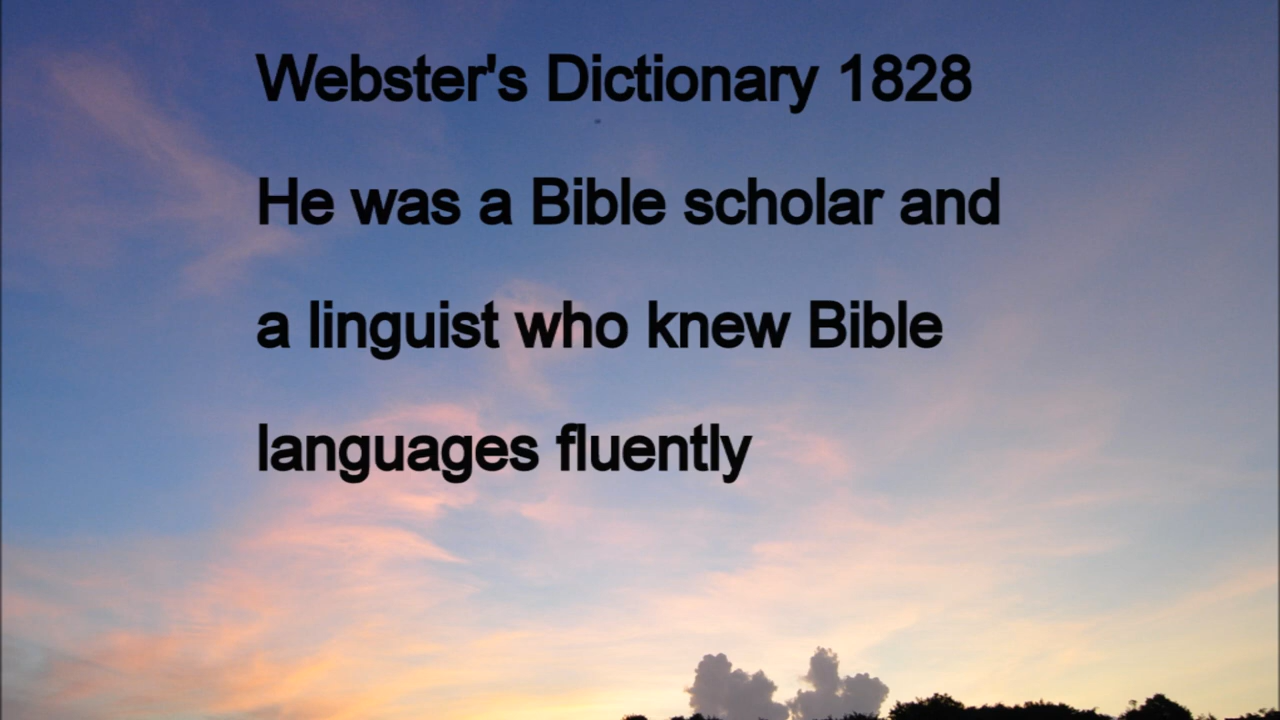 Webster's Dictionary 1828
He was a Bible scholar and
a linguist who knew Bible
languages fluently